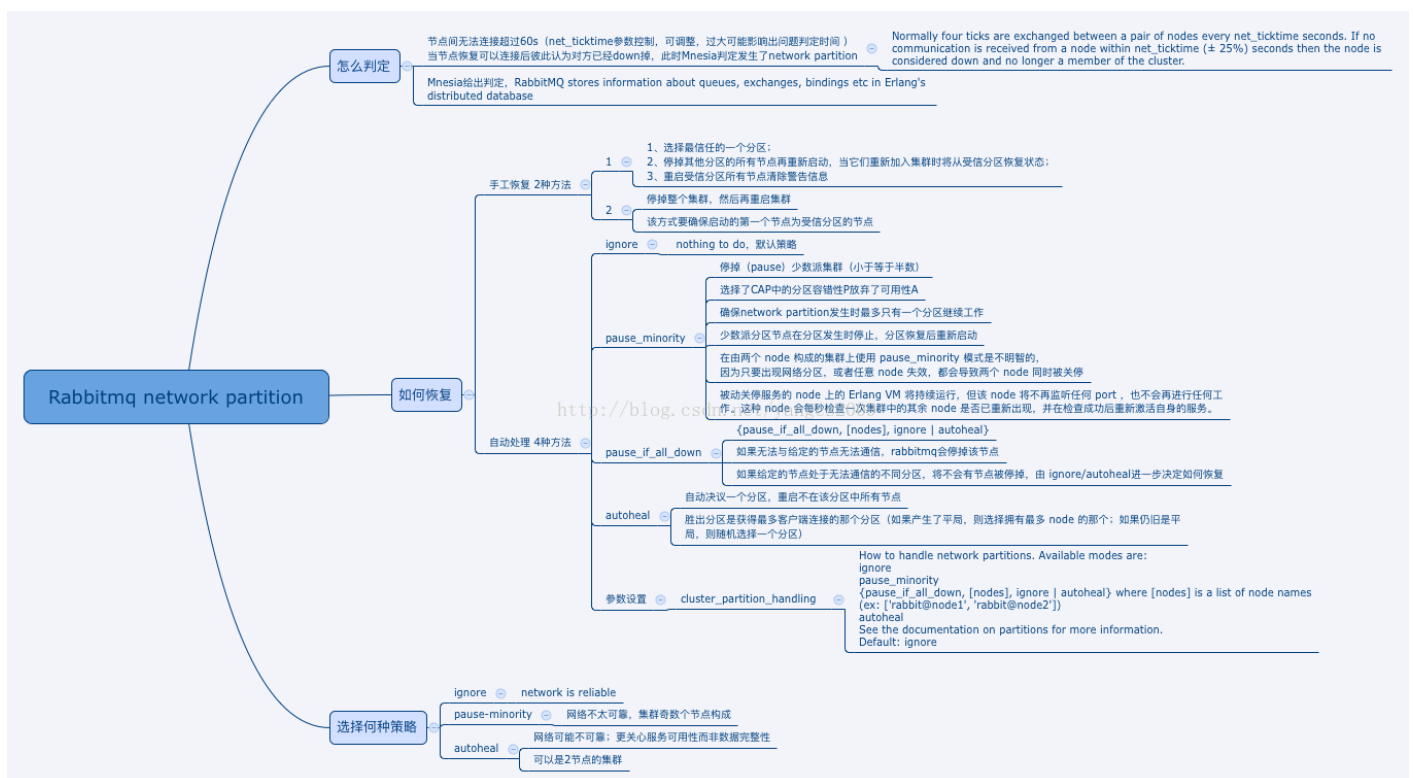 Rabbitmq network partition
怎么判定
节点间无法连接超过60s（net_ticktime参数控制，可调整，过大可能影响出问题判定时间 ）
当节点恢复可以连接后彼此认为对方已经down掉，此时Mnesia判定发生了network partition
Normally four ticks are exchanged between a pair of nodes every net_ticktime seconds. If no
communication is received from a node within net_ticktime (± 25%) seconds then the node is
considered down and no longer a member of the cluster.
Mnesia给出判定，RabbitMQ stores information about queues, exchanges, bindings etc in Erlang's
distributed database
如何恢复
手工恢复 2种方法
1
1、选择最信任的一个分区；
2、停掉其他分区的所有节点再重新启动，当它们重新加入集群时将从受信分区恢复状态；
3、重启受信分区所有节点清除警告信息
2
停掉整个集群，然后再重启集群
该方式要确保启动的第一个节点为受信分区的节点
自动处理 4种方法
ignore
nothing to do，默认策略
pause_minority
停掉（pause）少数派集群（小于等于半数）
选择了CAP中的分区容错性P放弃了可用性A
确保network partition发生时最多只有一个分区继续工作
少数派分区节点在分区发生时停止，分区恢复后重新启动
在由两个 node 构成的集群上使用 pause_minority 模式是不明智的，
因为只要出现网络分区，或者任意 node 失效，都会导致两个 node 同时被关停
被动关停服务的 node 上的 Erlang VM 将持续运行，但该 node 将不再监听任何 port ，也不会再进行任何工
作。这种 node 会每秒检查一次集群中的其余 node 是否已重新出现，并在检查成功后重新激活自身的服务。
pause_if_all_down
{pause_if_all_down, [nodes], ignore | autoheal}
如果无法与给定的节点无法通信，rabbitmq会停掉该节点
如果给定的节点处于无法通信的不同分区，将不会有节点被停掉，由 ignore/autoheal进一步决定如何恢复
autoheal
自动决议一个分区，重启不在该分区中所有节点
胜出分区是获得最多客户端连接的那个分区（如果产生了平局，则选择拥有最多 node 的那个；如果仍旧是平
局，则随机选择一个分区）
参数设置
cluster_partition_handling
How to handle network partitions. Available modes are:
ignore
pause_minority
{pause_if_all_down, [nodes], ignore | autoheal} where [nodes] is a list of node names
(ex: ['rabbit@node1', 'rabbit@node2'])
autoheal
See the documentation on partitions for more information.
Default: ignore
选择何种策略
ignore
network is reliable
pause-minority
网络不太可靠，集群奇数个节点构成
autoheal
网络可能不可靠；更关心服务可用性而非数据完整性
可以是2节点的集群